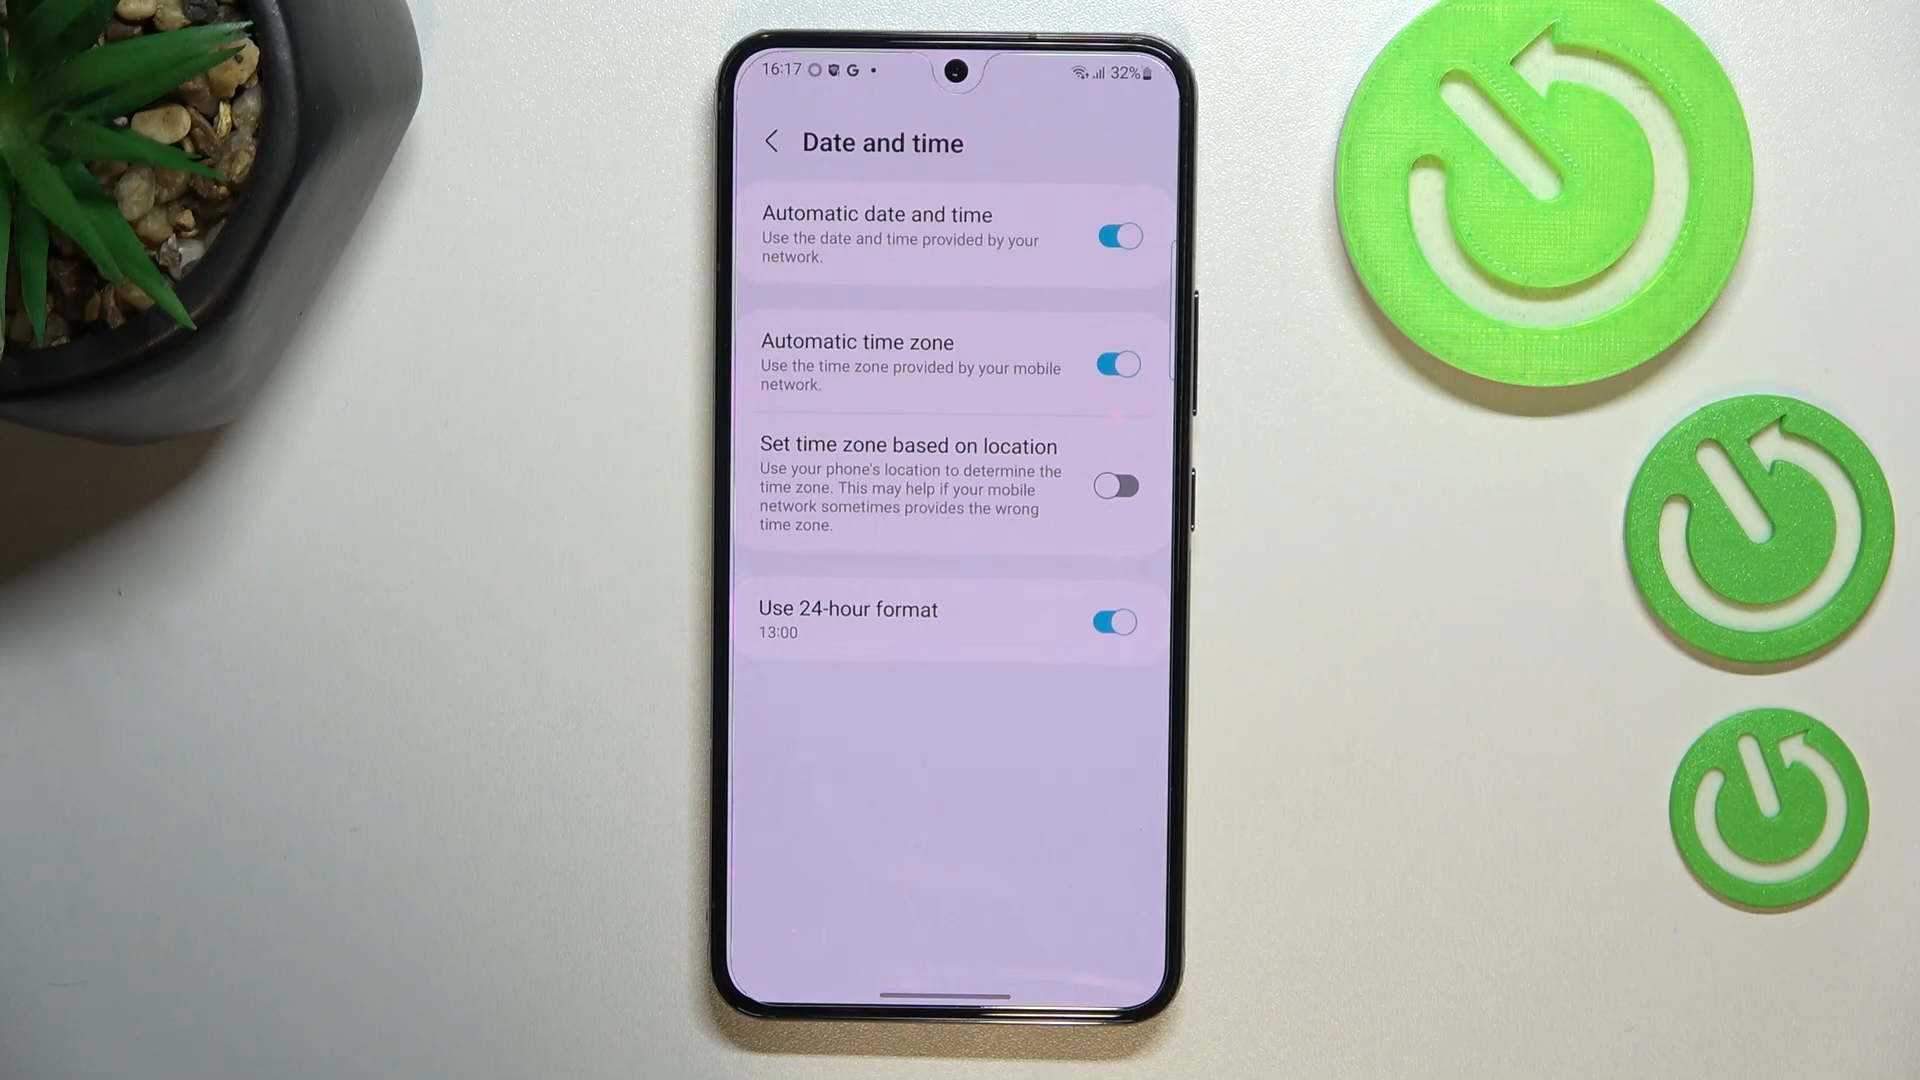 16:17 G
32%
Date and time
Automatic date and time
Use the date and time provided by your
network.
Automatic time zone
Use the time zone provided by your mobile
network.
Set time zone based on location
Use your phone's location to determine the
time zone. This may help if your mobile
network sometimes provides the wrong
time zone.
Use 24-hour format
13:00